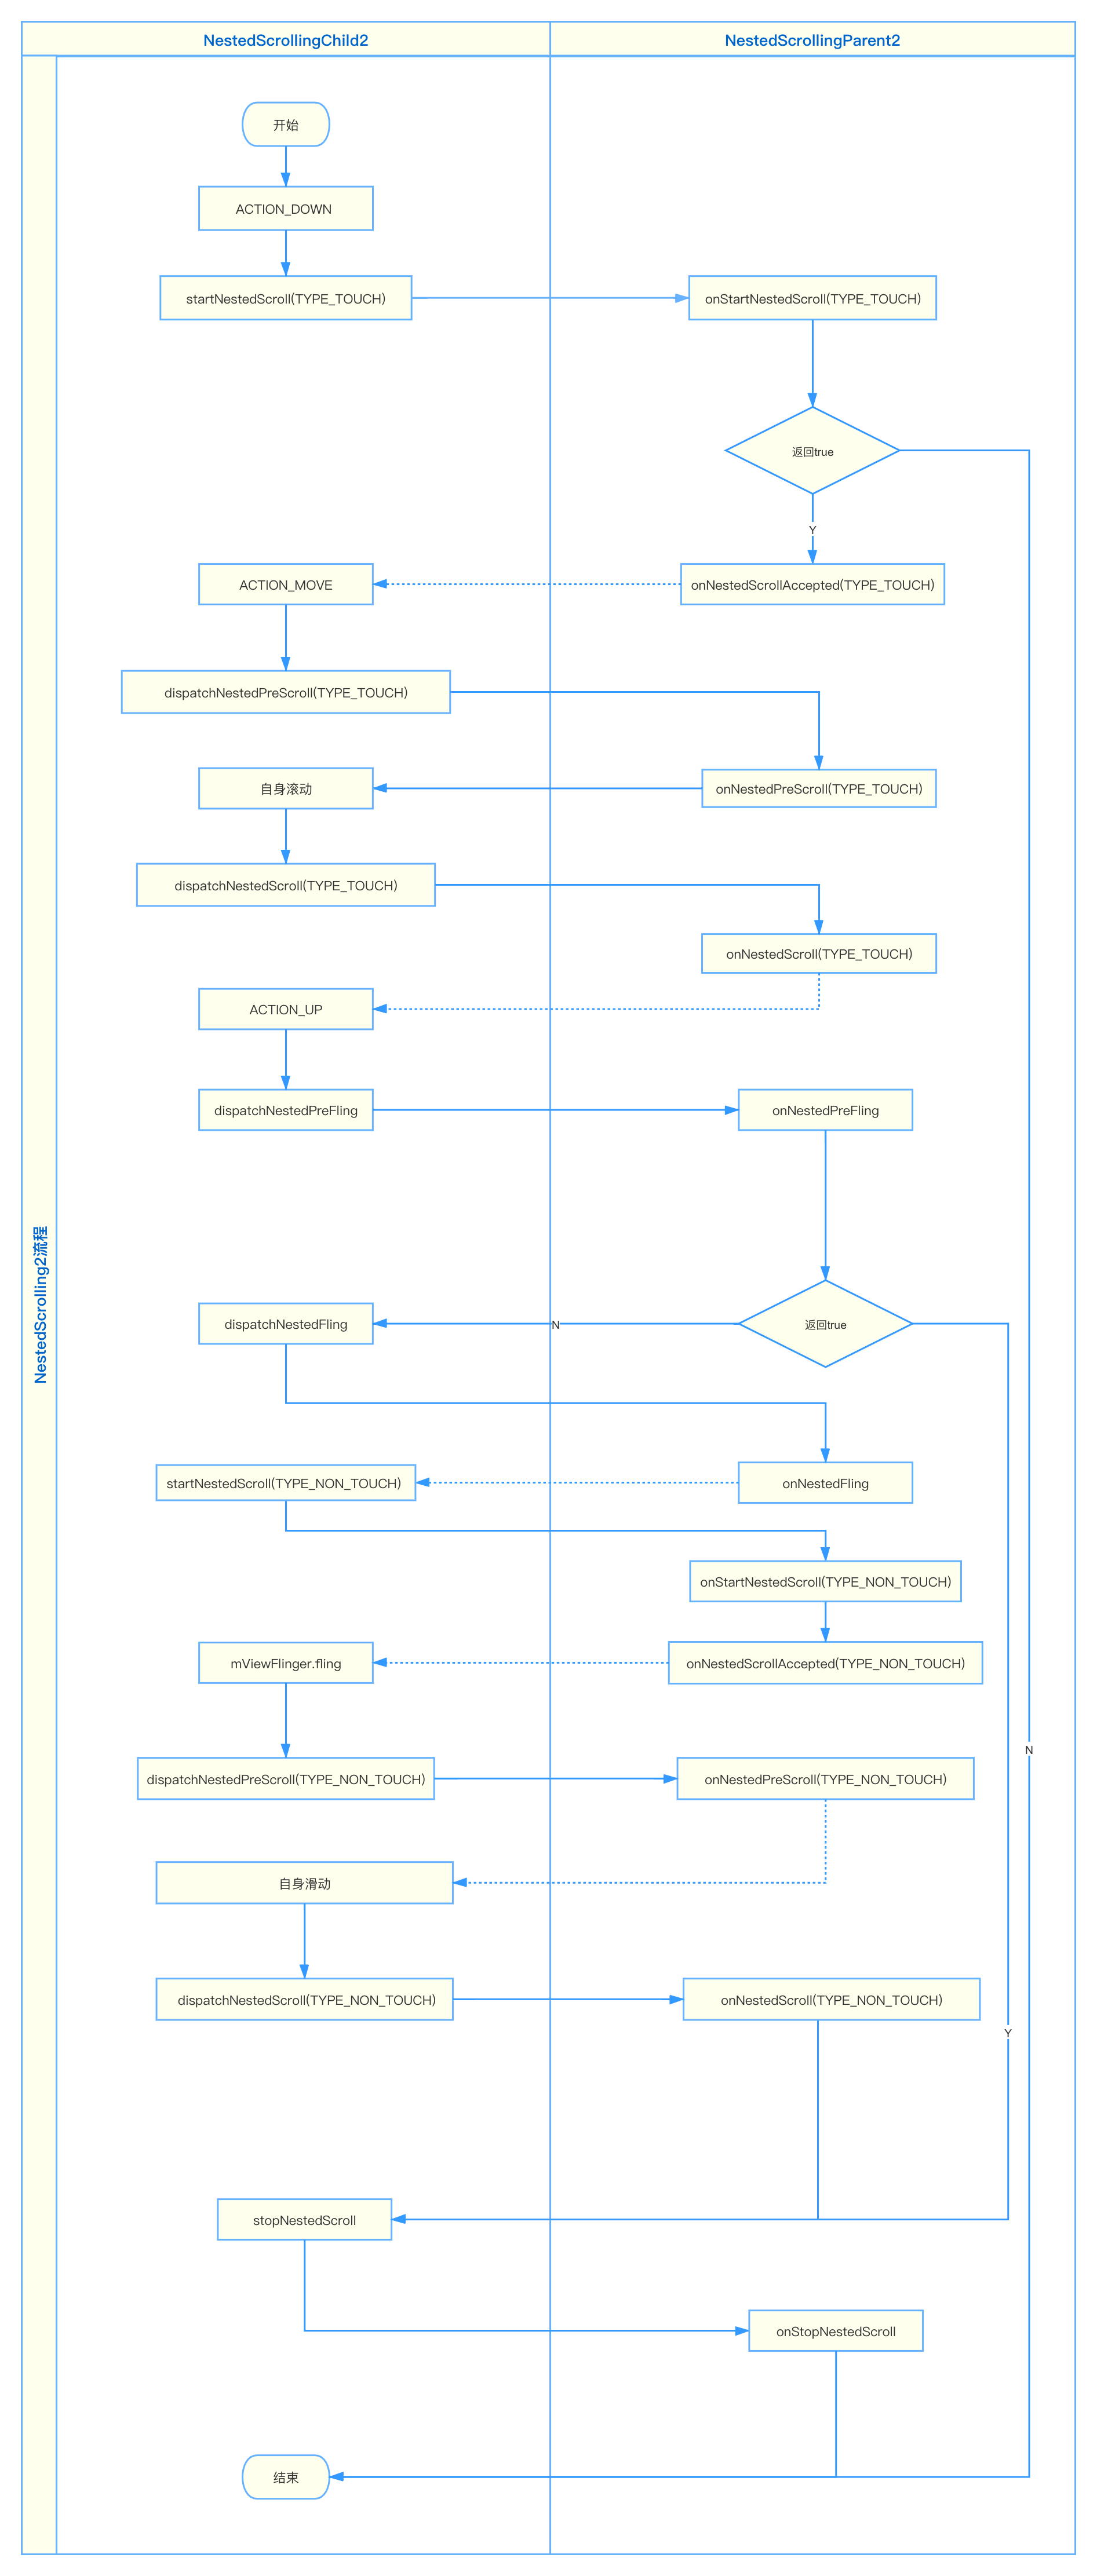 NestedScrollingChild2
NestedScrollingParent2
NestedScrolling2流程
开始
ACTION_DOWN
startNestedScroll(TYPE_TOUCH)
onStartNestedScroll(TYPE_TOUCH)
返回true
Y
ACTION_MOVE
onNestedScrollAccepted(TYPE_TOUCH)
dispatchNestedPreScroll(TYPE_TOUCH)
自身滚动
onNestedPreScroll(TYPE_TOUCH)
dispatchNestedScroll(TYPE_TOUCH)
onNestedScroll(TYPE_TOUCH)
ACTION_UP
dispatchNestedPreFling
onNestedPreFling
dispatchNestedFling
N
返回true
startNestedScroll(TYPE_NON_TOUCH)
onNestedFling
onStartNestedScroll(TYPE_NON_TOUCH)
mViewFlinger.fling
onNestedScrollAccepted(TYPE_NON_TOUCH)
N
dispatchNestedPreScroll(TYPE_NON_TOUCH)
onNestedPreScroll(TYPE_NON_TOUCH)
自身滑动
dispatchNestedScroll(TYPE_NON_TOUCH)
onNestedScroll(TYPE_NON_TOUCH)
Y
stopNestedScroll
onStopNestedScroll
结束